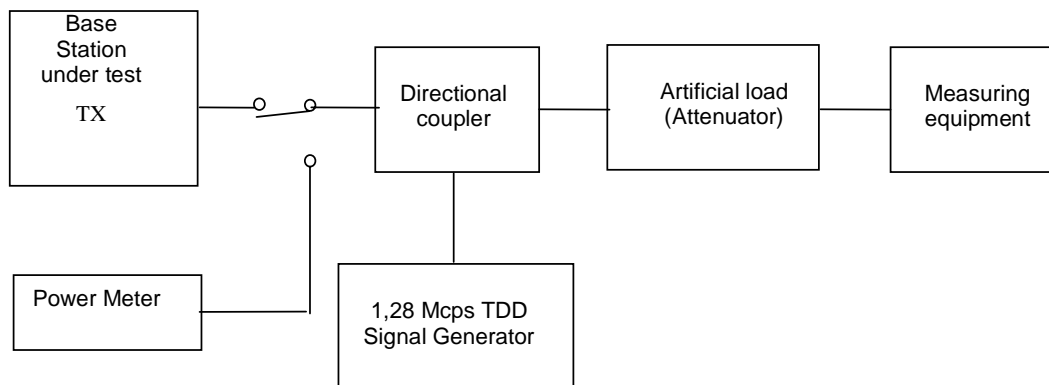 Base
Station
under test
TX
Directional
coupler
Artificial load
(Attenuator)
Measuring
equipment
Power Meter
1,28 Mcps TDD
Signal Generator